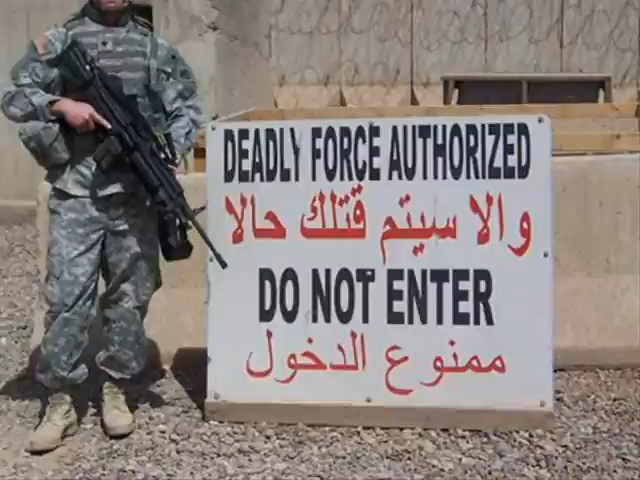 DEADLY FORCE AUTHORIZED
والا سيتم قتلك حالا
DO NOT ENTER
ممنوع الدخول